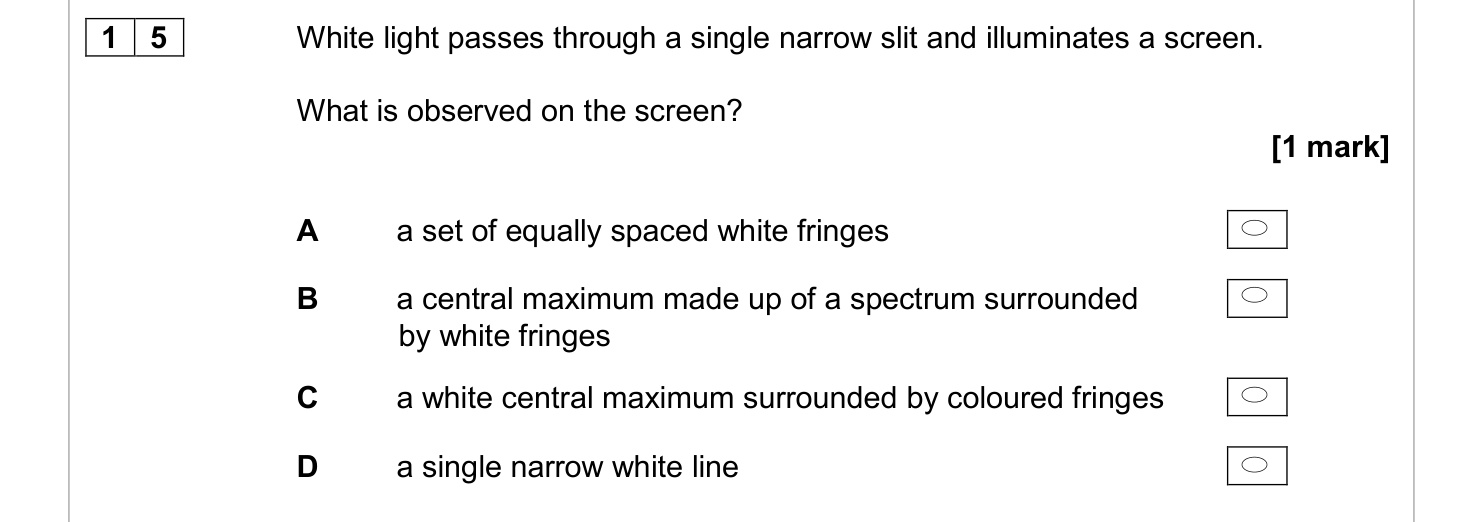 1 5 White light passes through a single narrow slit and illuminates a screen.
What is observed on the screen?
[1 mark]
A a set of equally spaced white fringes
B a central maximum made up of a spectrum surrounded
by white fringes
C a white central maximum surrounded by coloured fringes
D a single narrow white line